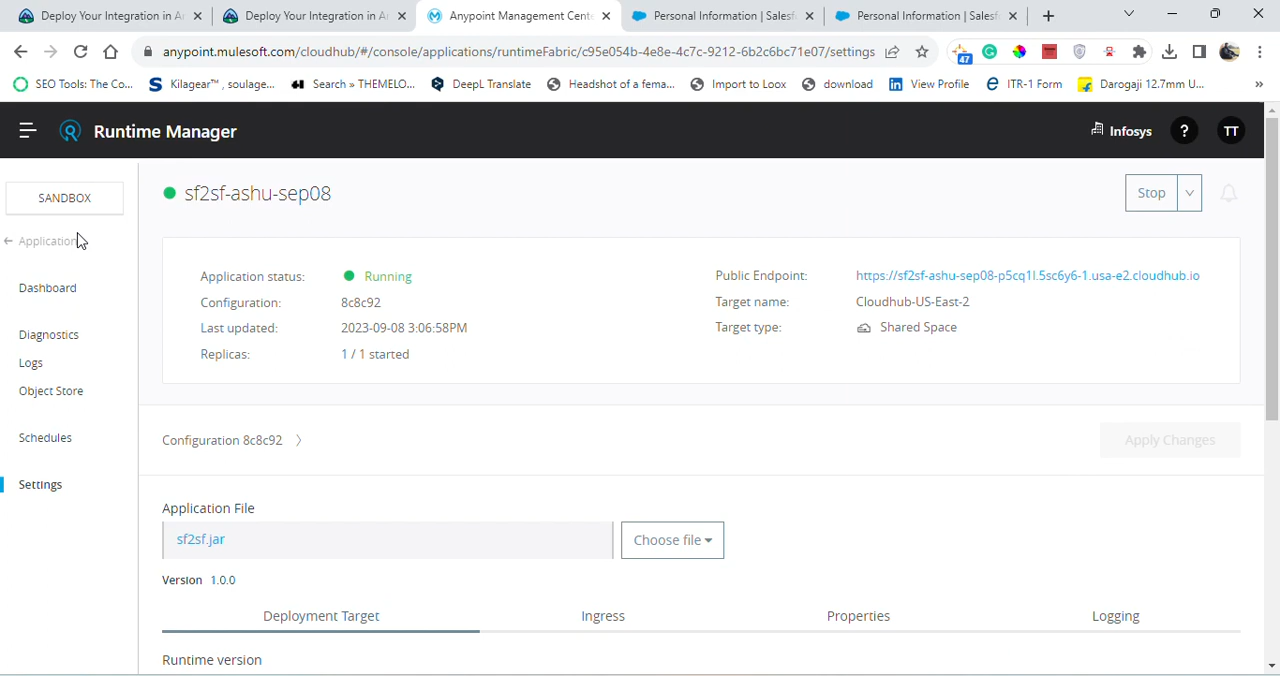 Deploy Your Integration in A
Deploy Your Integration in A
Anypoint Management Cente
Personal Information | Salesf
Personal Information | Salesf
anypoint.mulesoft.com/cloudhub/#/console/applications/runtimeFabric/c95e054b-4e8e-4c7c-9212-6b2c6bc71e07/settings
47
SEO Tools: The Co...
Kilagear™, soulage...
Search » THEMELO...
DeepL Translate
Headshot of a fema...
Import to Loox
download
View Profile
ITR-1 Form
Darogaji 12.7mm U...
Runtime Manager
Infosys
?
TT
SANDBOX
sf2sf-ashu-sep08
Stop
← Application
Dashboard
Diagnostics
Logs
Object Store
Schedules
Settings
Application status: Running
Configuration: 8c8c92
Last updated: 2023-09-08 3:06:58PM
Replicas: 1 / 1 started
Public Endpoint: https://sf2sf-ashu-sep08-p5cq1l.5sc6y6-1.usa-e2.cloudhub.io
Target name: Cloudhub-US-East-2
Target type: Shared Space
Configuration 8c8c92
Apply Changes
Application File
sf2sf.jar
Choose file
Version 1.0.0
Deployment Target
Ingress
Properties
Logging
Runtime version